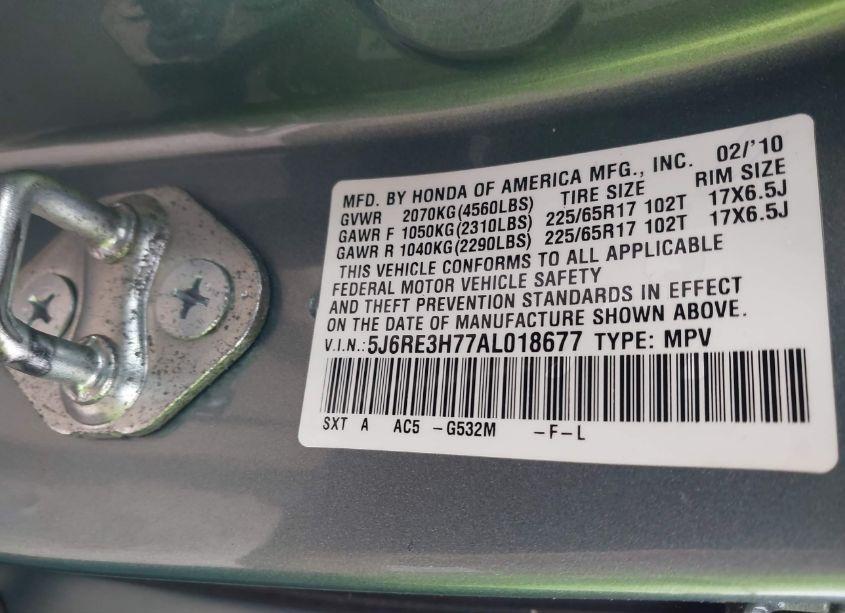 MFD. BY HONDA OF AMERICA MFG., INC. 02/'10
GVWR 2070KG(4560LBS) TIRE SIZE RIM SIZE
GAWR F 1050KG(2310LBS) 225/65R17 102T 17X6.5J
GAWR R 1040KG(2290LBS) 225/65R17 102T 17X6.5J
THIS VEHICLE CONFORMS TO ALL APPLICABLE
FEDERAL MOTOR VEHICLE SAFETY
AND THEFT PREVENTION STANDARDS IN EFFECT
ON THE DATE OF MANUFACTURE SHOWN ABOVE.
V.I.N.: 5J6RE3H77AL018677 TYPE: MPV
SXT A AC5 -G532M -F-L